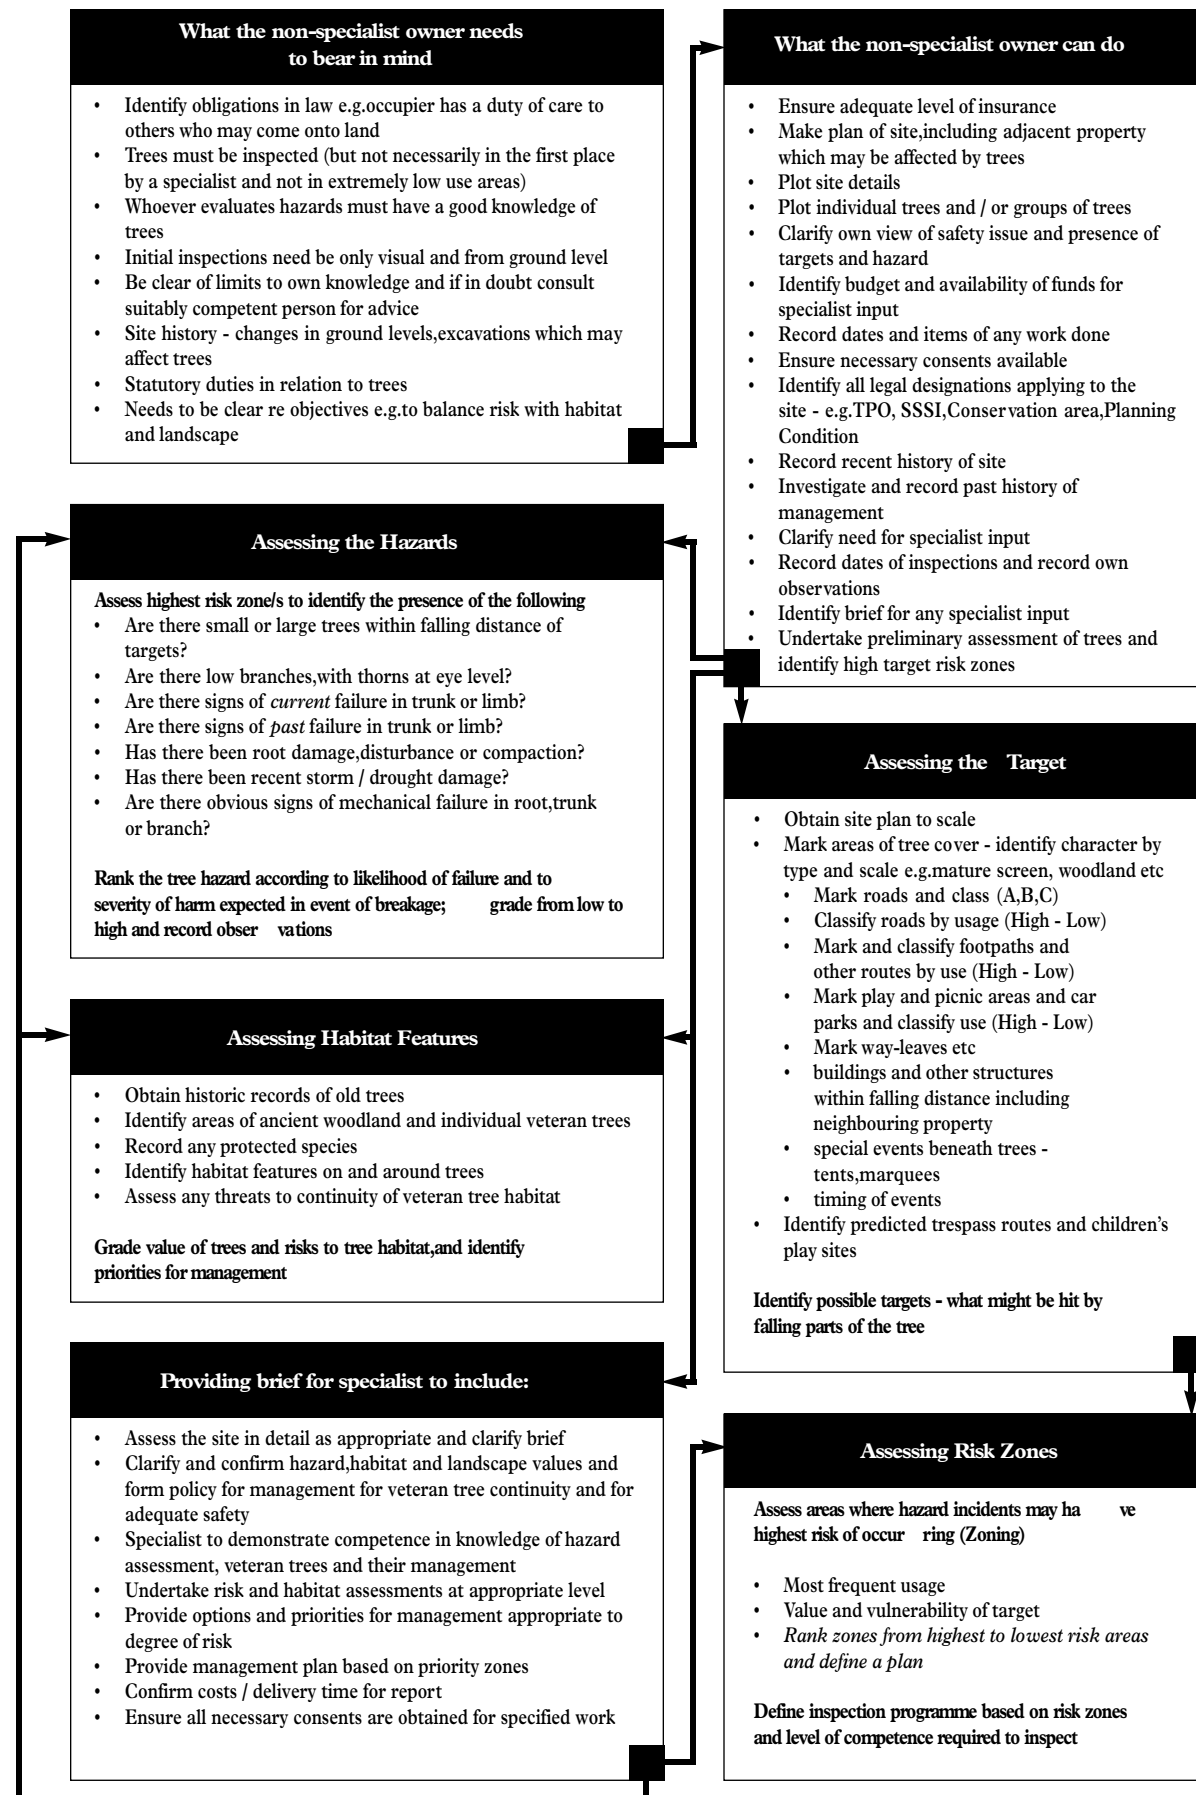 What the non-specialist owner needs
to bear in mind
• Identify obligations in law e.g.occupier has a duty of care to
others who may come onto land
• Trees must be inspected (but not necessarily in the first place
by a specialist and not in extremely low use areas)
• Whoever evaluates hazards must have a good knowledge of
trees
• Initial inspections need be only visual and from ground level
• Be clear of limits to own knowledge and if in doubt consult
suitably competent person for advice
• Site history - changes in ground levels,excavations which may
affect trees
• Statutory duties in relation to trees
• Needs to be clear re objectives e.g.to balance risk with habitat
and landscape
What the non-specialist owner can do
• Ensure adequate level of insurance
• Make plan of site,including adjacent property
which may be affected by trees
• Plot site details
• Plot individual trees and / or groups of trees
• Clarify own view of safety issue and presence of
targets and hazard
• Identify budget and availability of funds for
specialist input
• Record dates and items of any work done
• Ensure necessary consents available
• Identify all legal designations applying to the
site - e.g.TPO, SSSI,Conservation area,Planning
Condition
• Record recent history of site
• Investigate and record past history of
management
• Clarify need for specialist input
• Record dates of inspections and record own
observations
• Identify brief for any specialist input
• Undertake preliminary assessment of trees and
identify high target risk zones
Assessing the Hazards
Assess highest risk zone/s to identify the presence of the following
• Are there small or large trees within falling distance of
targets?
• Are there low branches,with thorns at eye level?
• Are there signs of current failure in trunk or limb?
• Are there signs of past failure in trunk or limb?
• Has there been root damage,disturbance or compaction?
• Has there been recent storm / drought damage?
• Are there obvious signs of mechanical failure in root,trunk
or branch?
Rank the tree hazard according to likelihood of failure and to
severity of harm expected in event of breakage; grade from low to
high and record obser vations
Assessing the Target
• Obtain site plan to scale
• Mark areas of tree cover - identify character by
type and scale e.g.mature screen, woodland etc
• Mark roads and class (A,B,C)
• Classify roads by usage (High - Low)
• Mark and classify footpaths and
other routes by use (High - Low)
• Mark play and picnic areas and car
parks and classify use (High - Low)
• Mark way-leaves etc
• buildings and other structures
within falling distance including
neighbouring property
• special events beneath trees -
tents,marquees
• timing of events
• Identify predicted trespass routes and children's
play sites
Identify possible targets - what might be hit by
falling parts of the tree
Assessing Habitat Features
• Obtain historic records of old trees
• Identify areas of ancient woodland and individual veteran trees
• Record any protected species
• Identify habitat features on and around trees
• Assess any threats to continuity of veteran tree habitat
Grade value of trees and risks to tree habitat,and identify
priorities for management
Providing brief for specialist to include:
• Assess the site in detail as appropriate and clarify brief
• Clarify and confirm hazard,habitat and landscape values and
form policy for management for veteran tree continuity and for
adequate safety
• Specialist to demonstrate competence in knowledge of hazard
assessment, veteran trees and their management
• Undertake risk and habitat assessments at appropriate level
• Provide options and priorities for management appropriate to
degree of risk
• Provide management plan based on priority zones
• Confirm costs / delivery time for report
• Ensure all necessary consents are obtained for specified work
Assessing Risk Zones
Assess areas where hazard incidents may ha ve
highest risk of occur ring (Zoning)
• Most frequent usage
• Value and vulnerability of target
• Rank zones from highest to lowest risk areas
and define a plan
Define inspection programme based on risk zones
and level of competence required to inspect